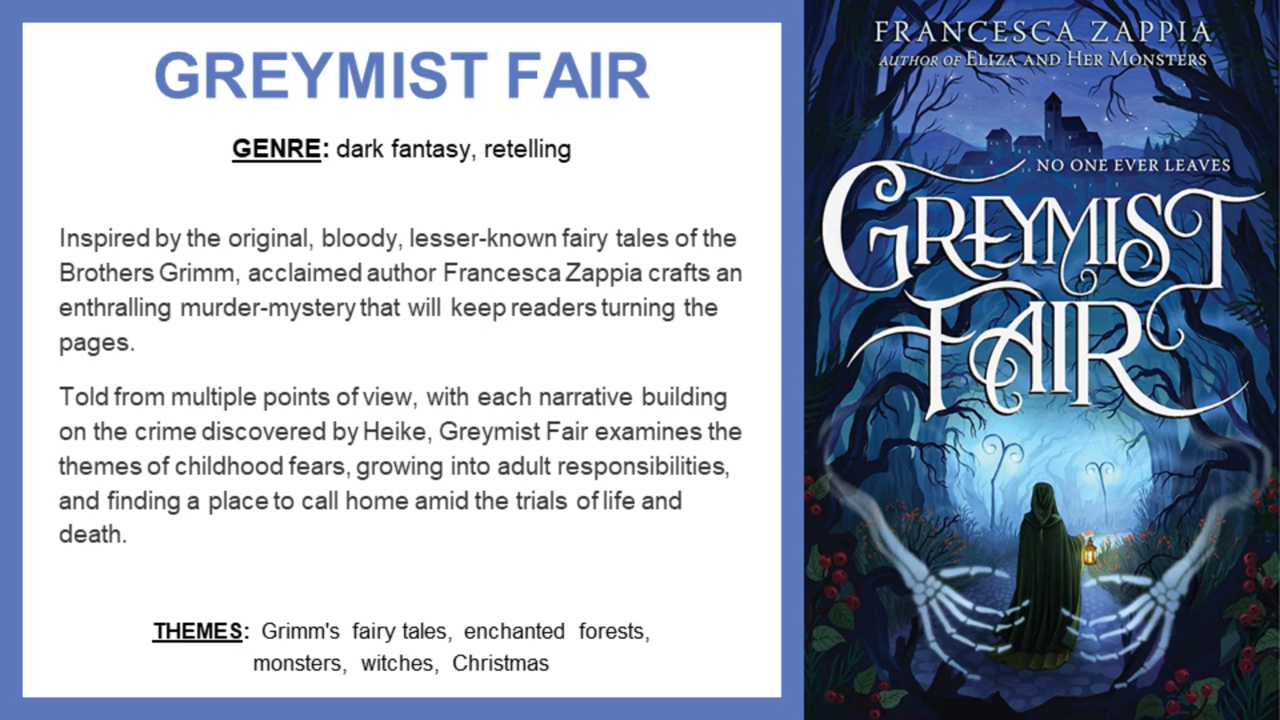 GREYMIST FAIR
GENRE: dark fantasy, retelling
Inspired by the original, bloody, lesser-known fairy tales of the
Brothers Grimm, acclaimed author Francesca Zappia crafts an
enthralling murder-mystery that will keep readers turning the
pages.
Told from multiple points of view, with each narrative building
on the crime discovered by Heike, Greymist Fair examines the
themes of childhood fears, growing into adult responsibilities,
and finding a place to call home amid the trials of life and
death.
THEMES: Grimm's fairy tales, enchanted forests,
monsters, witches, Christmas
FRANCESCA ZAPPIA
AUTHOR OF ELIZA AND HER MONSTERS
NO ONE EVER LEAVES
GREYMIST
FAIR